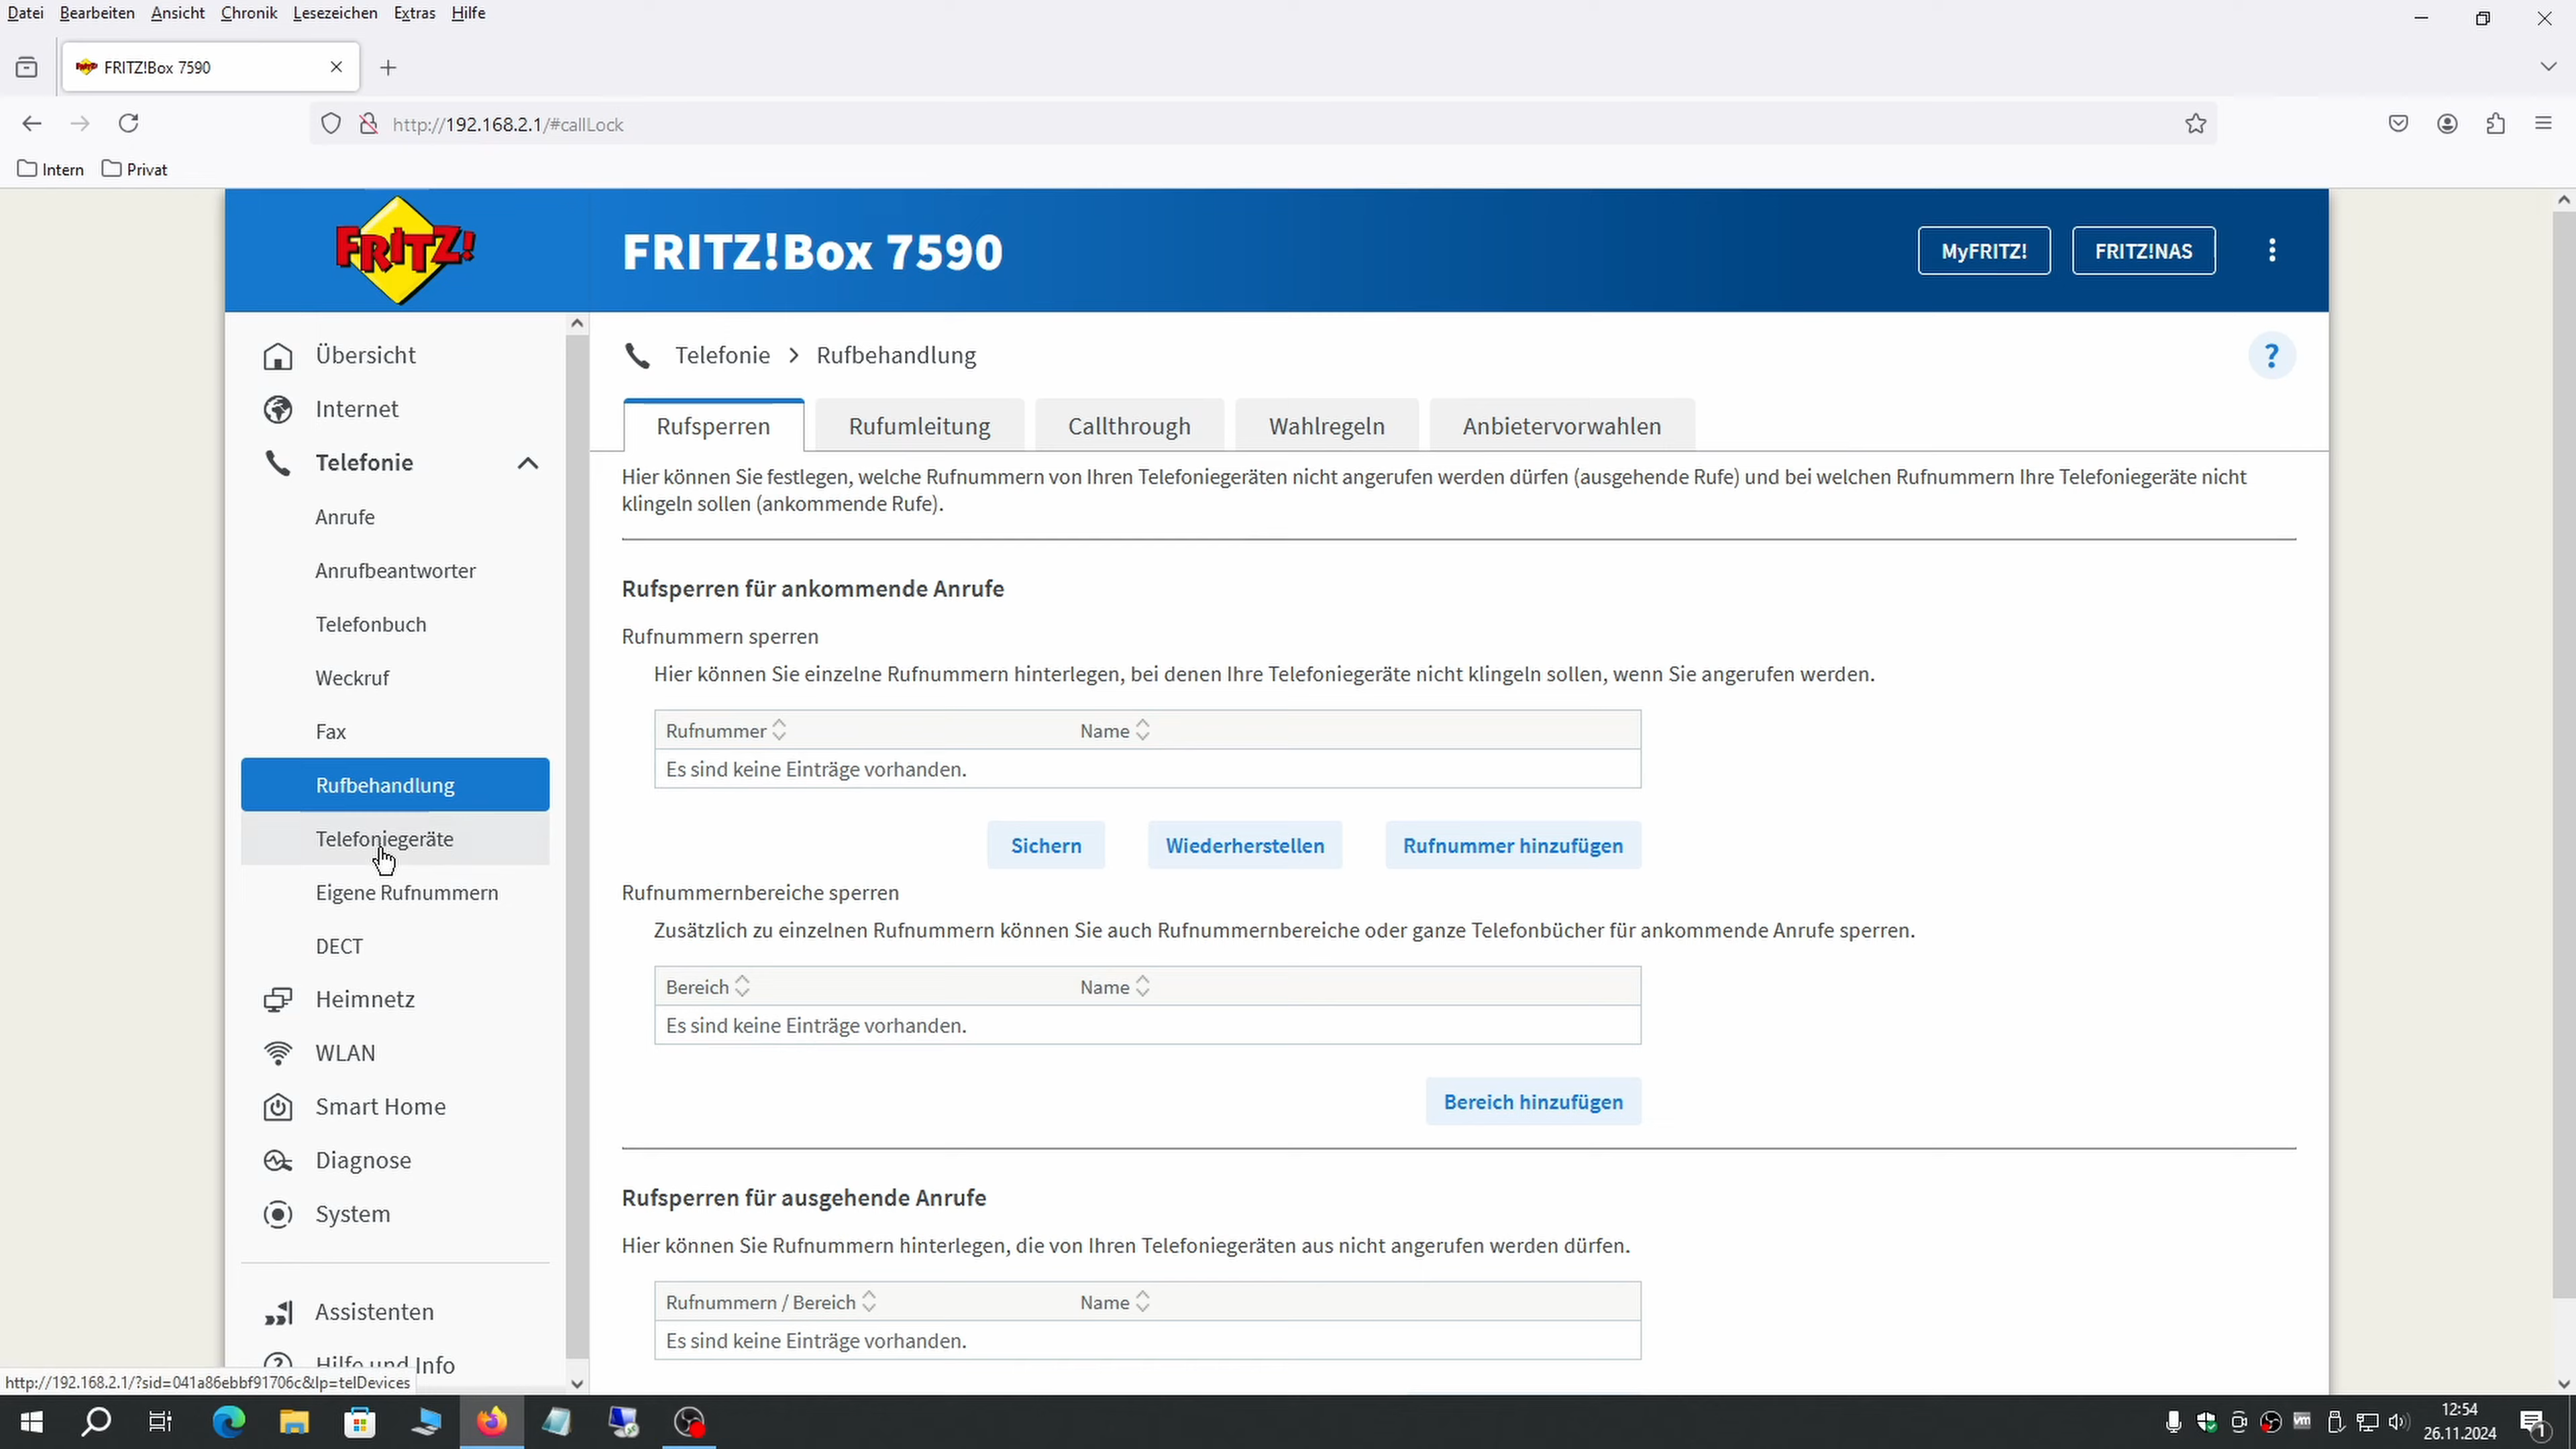 Datei Bearbeiten Ansicht Chronik Lesezeichen Extras Hilfe
FRITZ!Box 7590
http://192.168.2.1/#callLock
Intern Privat
FRITZ!
FRITZ!Box 7590
MyFRITZ!
FRITZ!NAS
Übersicht
Internet
Telefonie
Anrufe
Anrufbeantworter
Telefonbuch
Weckruf
Fax
Rufbehandlung
Telefoniegeräte
Eigene Rufnummern
DECT
Heimnetz
WLAN
Smart Home
Diagnose
System
Assistenten
Hilfe und Info
Telefonie > Rufbehandlung
?
Rufsperren Rufumleitung Callthrough Wahlregeln Anbietervorwahlen
Hier können Sie festlegen, welche Rufnummern von Ihren Telefoniegeräten nicht angerufen werden dürfen (ausgehende Rufe) und bei welchen Rufnummern Ihre Telefoniegeräte nicht
klingeln sollen (ankommende Rufe).
Rufsperren für ankommende Anrufe
Rufnummern sperren
Hier können Sie einzelne Rufnummern hinterlegen, bei denen Ihre Telefoniegeräte nicht klingeln sollen, wenn Sie angerufen werden.
Rufnummer Name
Es sind keine Einträge vorhanden.
Sichern Wiederherstellen Rufnummer hinzufügen
Rufnummernbereiche sperren
Zusätzlich zu einzelnen Rufnummern können Sie auch Rufnummernbereiche oder ganze Telefonbücher für ankommende Anrufe sperren.
Bereich Name
Es sind keine Einträge vorhanden.
Bereich hinzufügen
Rufsperren für ausgehende Anrufe
Hier können Sie Rufnummern hinterlegen, die von Ihren Telefoniegeräten aus nicht angerufen werden dürfen.
Rufnummern / Bereich Name
Es sind keine Einträge vorhanden.
http://192.168.2.1/?sid=041a86ebbf91706c&lp=telDevices
vm
12:54
26.11.2024
1